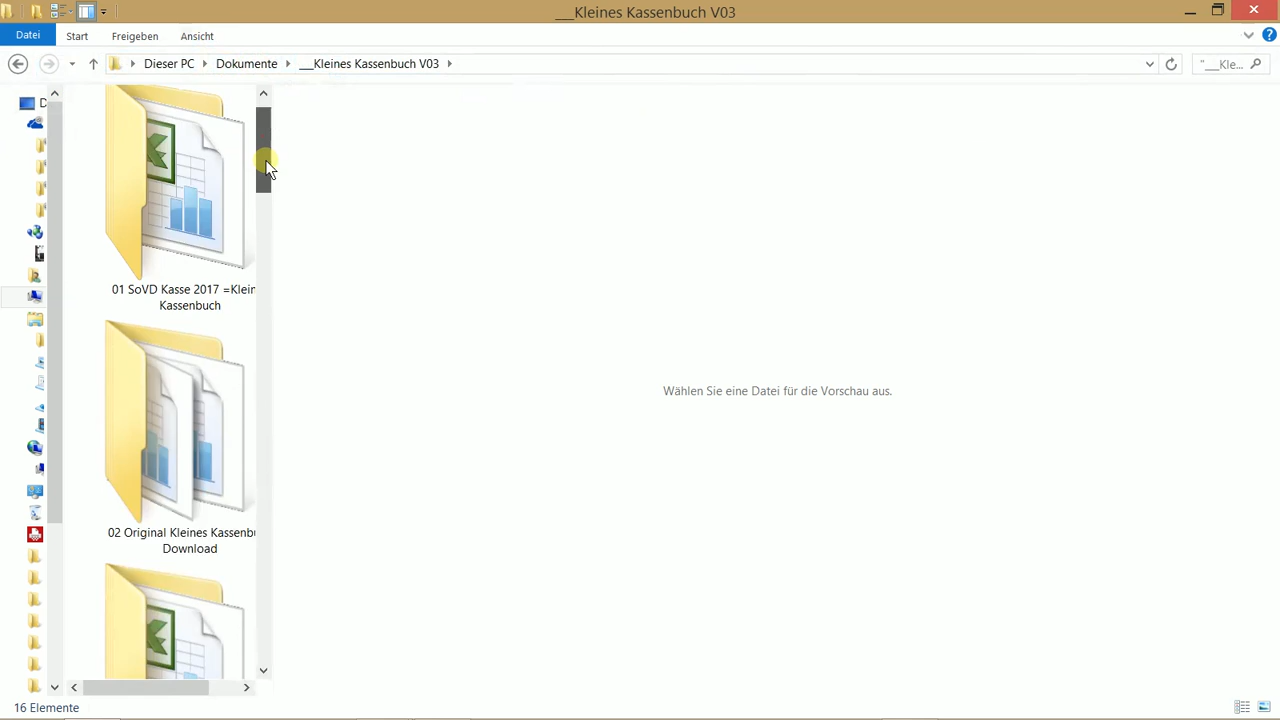 ___Kleines Kassenbuch V03
Datei Start Freigeben Ansicht
Dieser PC Dokumente ___Kleines Kassenbuch V03 "___Kle...
D
01 SoVD Kasse 2017 =Klein
Kassenbuch
Wählen Sie eine Datei für die Vorschau aus.
02 Original Kleines Kassenbu
Download
16 Elemente